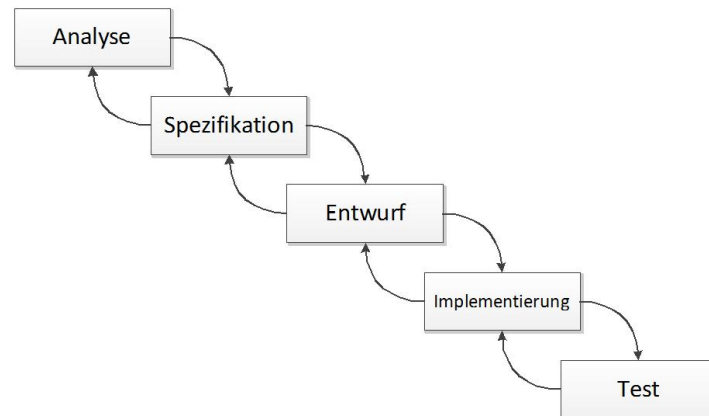 Analyse
Spezifikation
Entwurf
Implementierung
Test